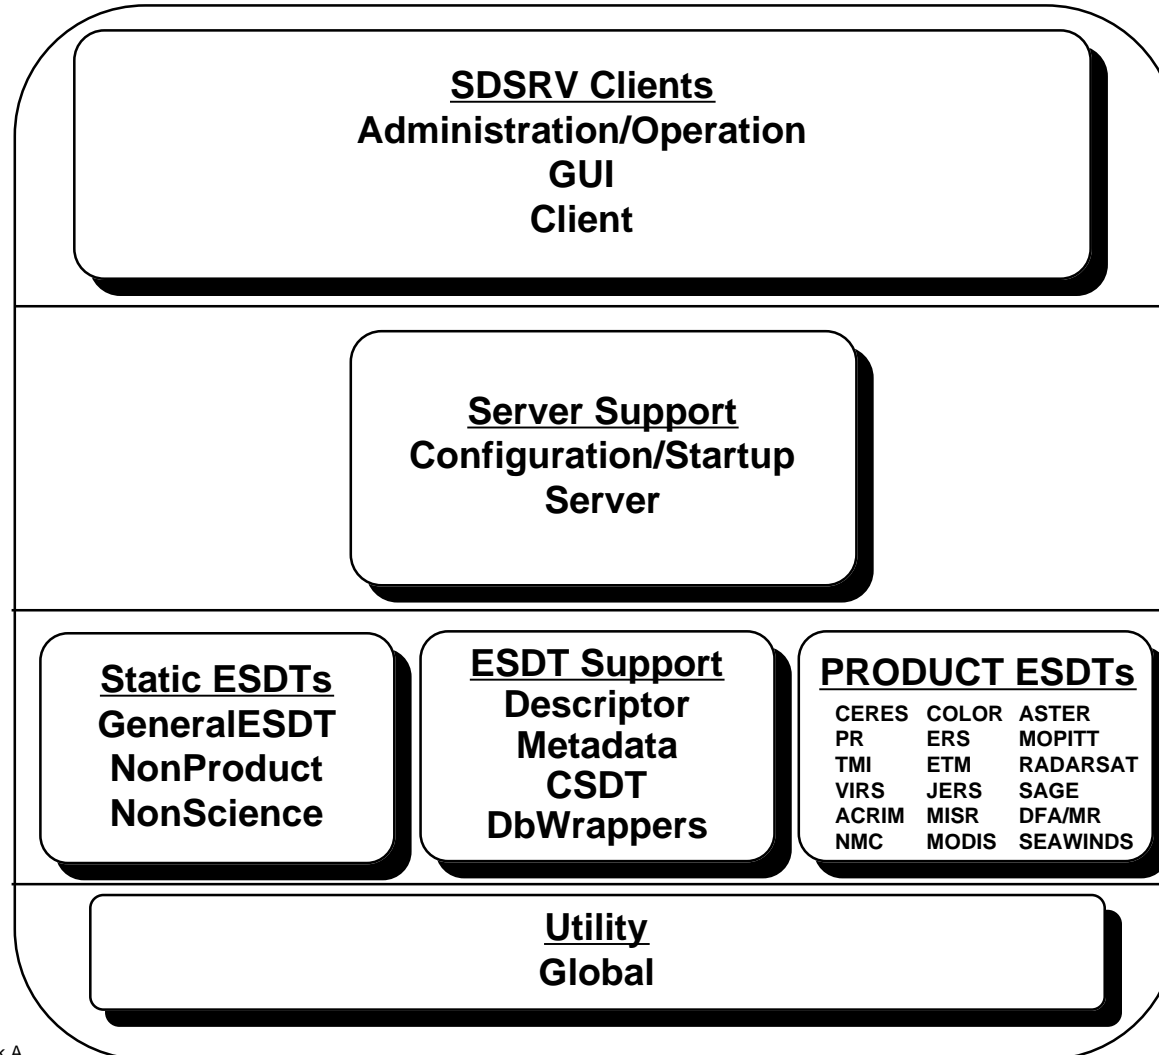 SDSRV Clients
Administration/Operation
GUI
Client
Server Support
Configuration/Startup
Server
Static ESDTs
GeneralESDT
NonProduct
NonScience
ESDT Support
Descriptor
Metadata
CSDT
DbWrappers
PRODUCT ESDTs
CERES COLOR ASTER
PR ERS MOPITT
TMI ETM RADARSAT
VIRS JERS SAGE
ACRIM MISR DFA/MR
NMC MODIS SEAWINDS
Utility
Global